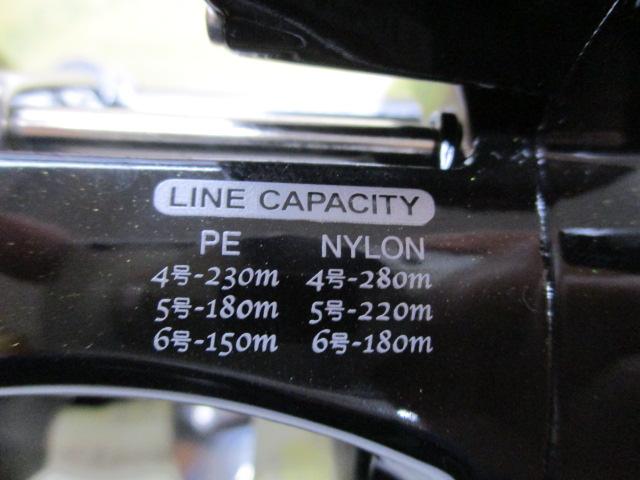 LINE CAPACITY
PE NYLON
4号-230m 4号-280m
5号-180m 5号-220m
6号-150m 6号-180m